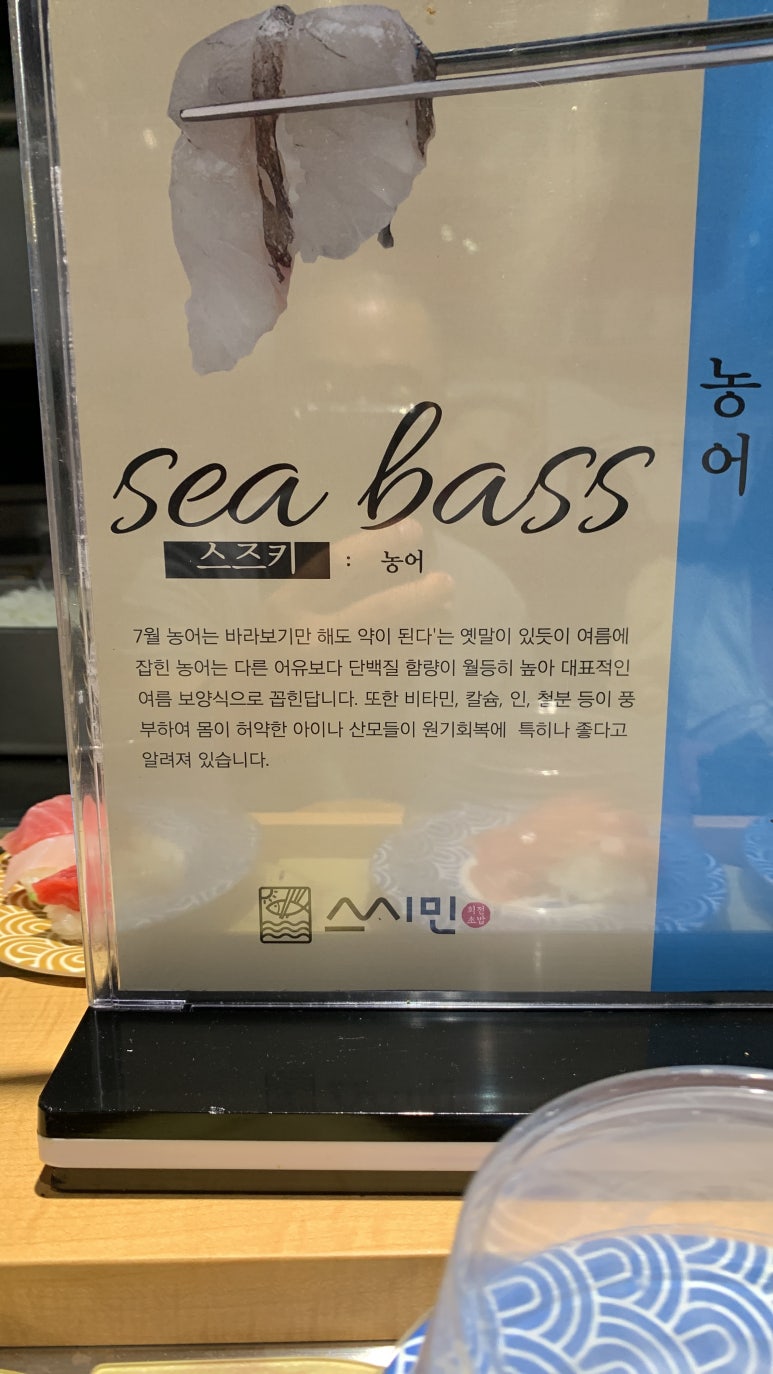 sea bass
스즈키 : 농어
7월 농어는 바라보기만 해도 약이 된다'는 옛말이 있듯이 여름에
잡힌 농어는 다른 어유보다 단백질 함량이 월등히 높아 대표적인
여름 보양식으로 꼽힌답니다. 또한 비타민, 칼슘, 인, 철분 등이 풍
부하여 몸이 허약한 아이나 산모들이 원기회복에 특히나 좋다고
알려져 있습니다.
스시민 회전
초밥
농어